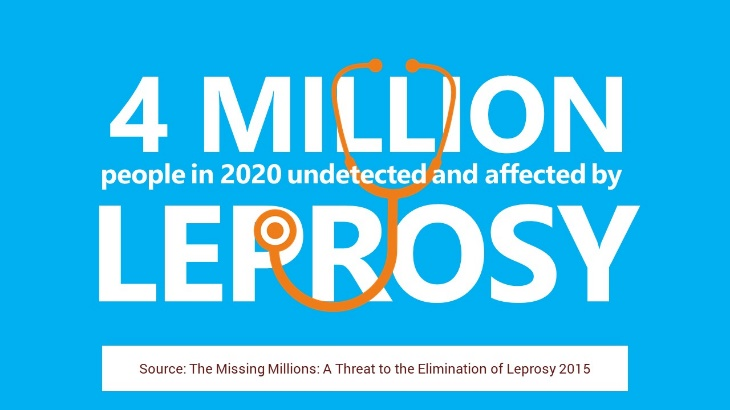 4 MILLION
people in 2020 undetected and affected by
LEPROSY
Source: The Missing Millions: A Threat to the Elimination of Leprosy 2015